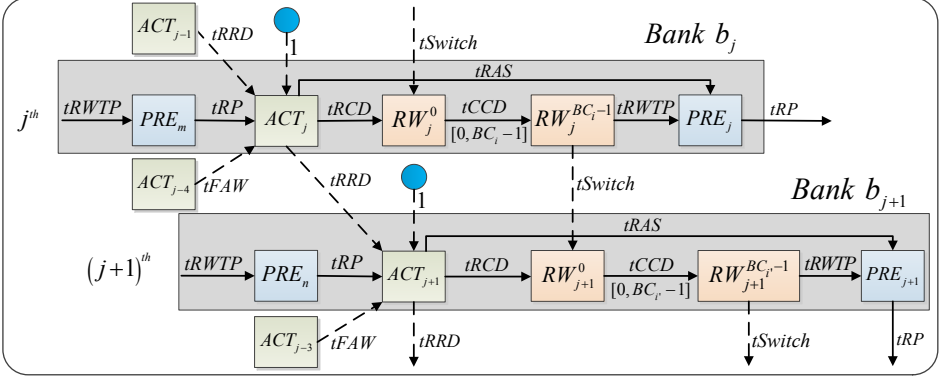 ACT_{j-1}
tRRD
1
tSwitch
Bank b_j
tRAS
j^{th}
tRWTP
PRE_m
tRP
ACT_j
tRCD
RW_j^0
tCCD
[0, BC_i -1]
RW_j^{BC_i-1}
tRWTP
PRE_j
tRP
ACT_{j-4}
tFAW
tRRD
1
tSwitch
Bank b_{j+1}
tRAS
(j+1)^{th}
tRWTP
PRE_n
tRP
ACT_{j+1}
tRCD
RW_{j+1}^0
tCCD
[0, BC_{i'} -1]
RW_{j+1}^{BC_{i'}-1}
tRWTP
PRE_{j+1}
ACT_{j-3}
tFAW
tRRD
tSwitch
tRP